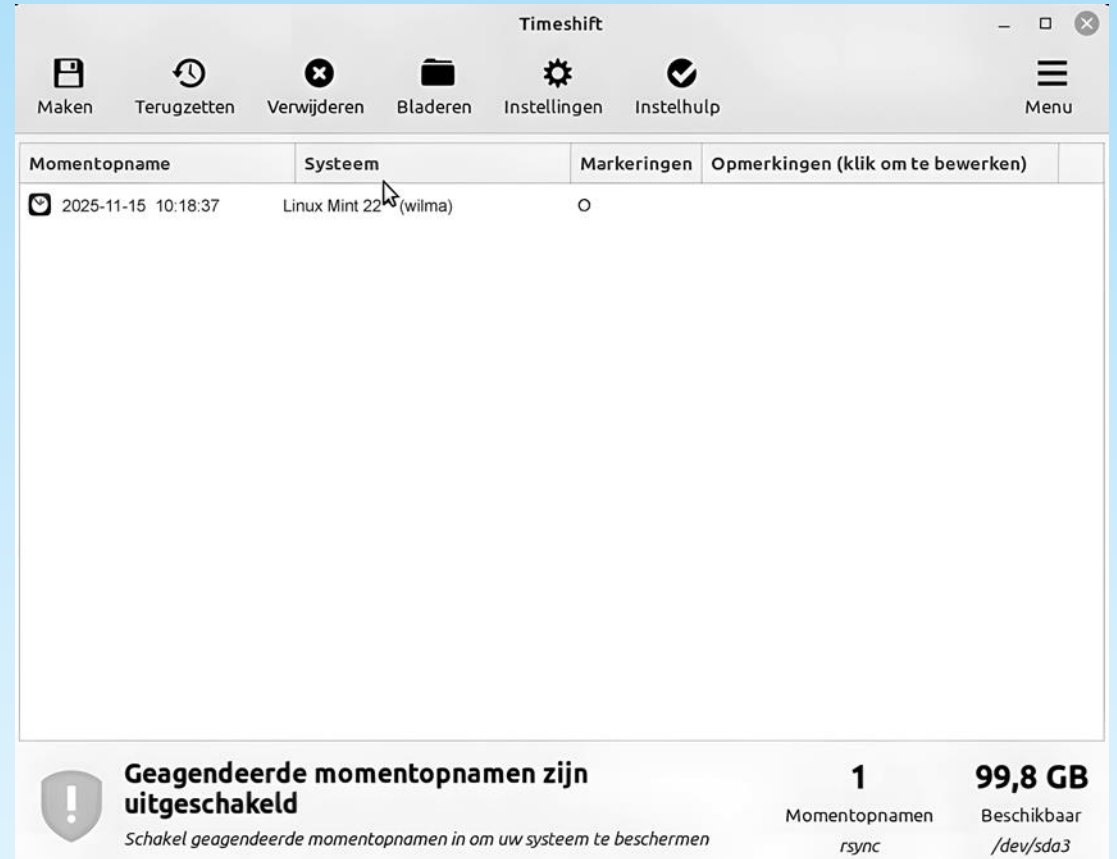 Timeshift
Maken Terugzetten Verwijderen Bladeren Instellingen Instelhulp Menu
Momentopname Systeem Markeringen Opmerkingen (klik om te bewerken)
2025-11-15 10:18:37 Linux Mint 22 (wilma) O
Geagendeerde momentopnamen zijn
uitgeschakeld
Schakel geagendeerde momentopnamen in om uw systeem te beschermen
1
Momentopnamen
rsync
99,8 GB
Beschikbaar
/dev/sda3